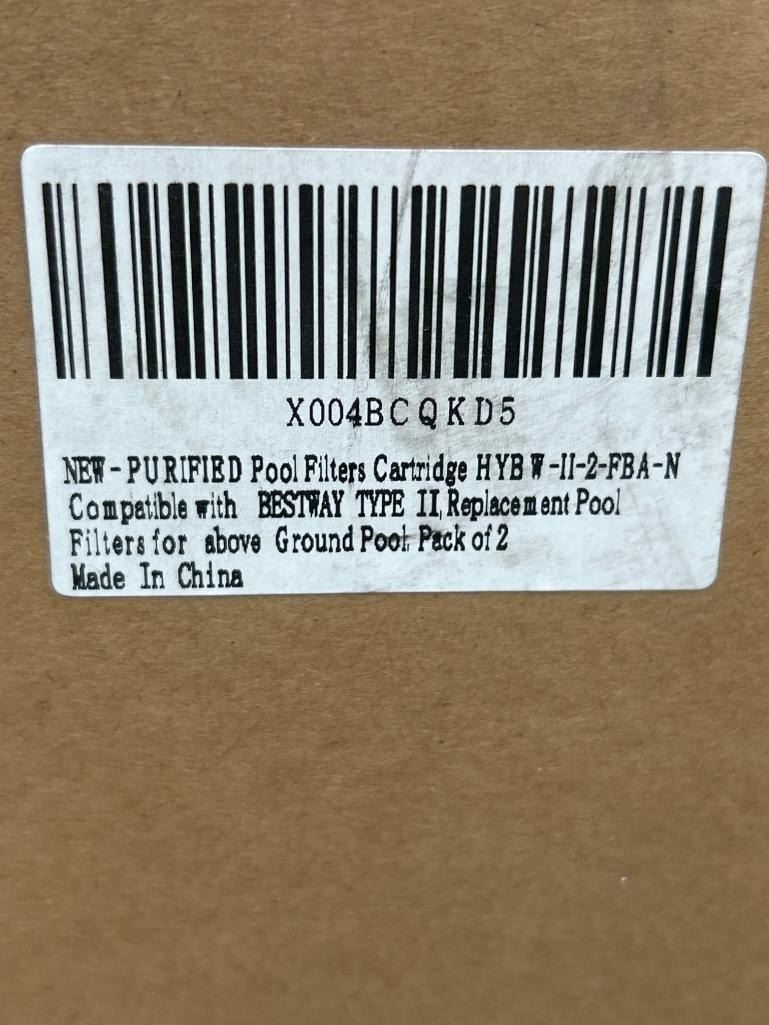 X004BCQKD5
NEW-PURIFIED Pool Filters Cartridge HYBW-II-2-FBA-N
Compatible with BESTWAY TYPE II, Replacement Pool
Filters for above Ground Pool, Pack of 2
Made In China